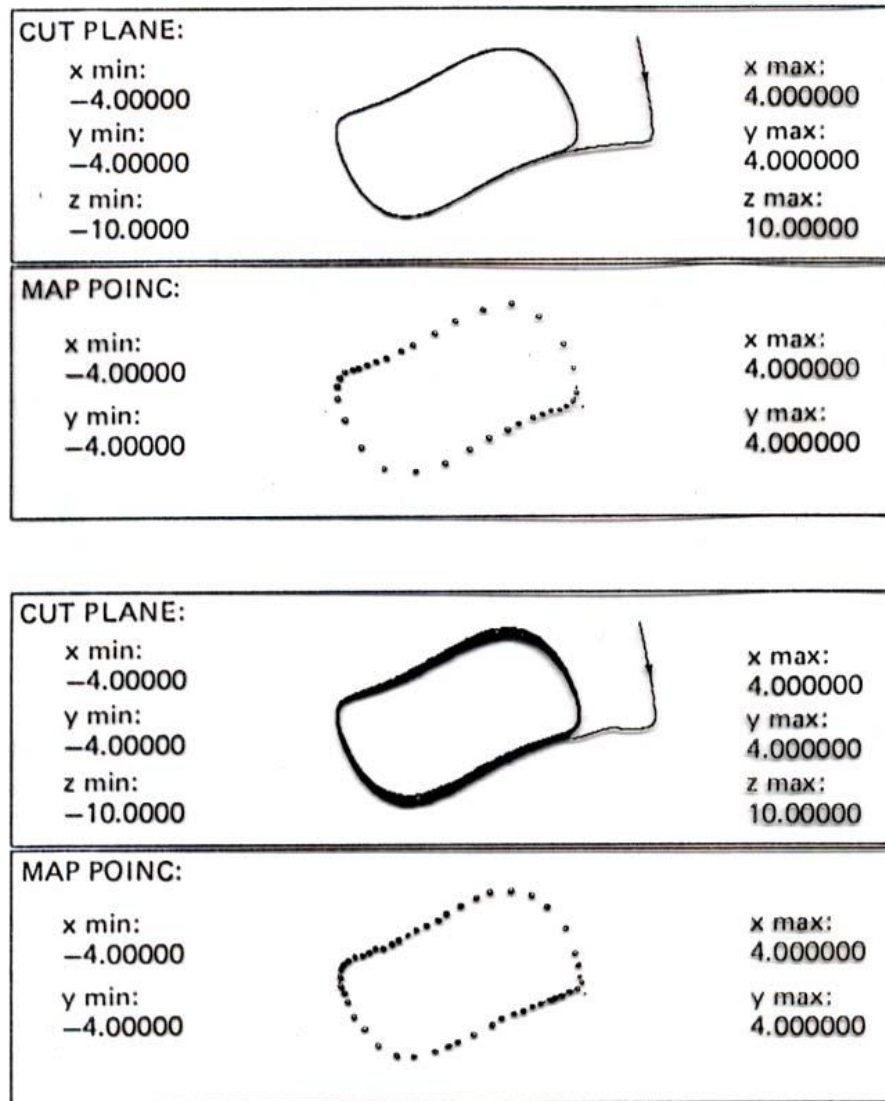 CUT PLANE:
x min:
−4.00000
y min:
−4.00000
z min:
−10.0000
x max:
4.000000
y max:
4.000000
z max:
10.00000
MAP POINC:
x min:
−4.00000
y min:
−4.00000
x max:
4.000000
y max:
4.000000
CUT PLANE:
x min:
−4.00000
y min:
−4.00000
z min:
−10.0000
x max:
4.000000
y max:
4.000000
z max:
10.00000
MAP POINC:
x min:
−4.00000
y min:
−4.00000
x max:
4.000000
y max:
4.000000